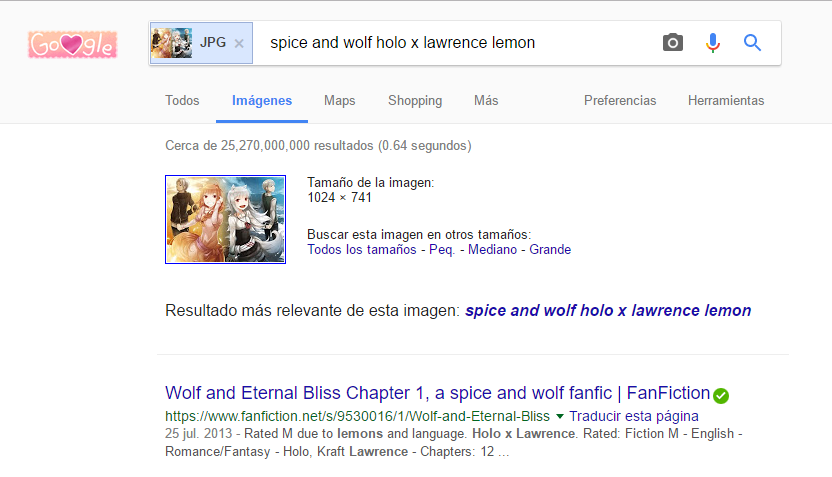 Google
JPG × spice and wolf holo x lawrence lemon
Todos Imágenes Maps Shopping Más Preferencias Herramientas
Cerca de 25,270,000,000 resultados (0.64 segundos)
Tamaño de la imagen:
1024 × 741
Buscar esta imagen en otros tamaños:
Todos los tamaños - Peq. - Mediano - Grande
Resultado más relevante de esta imagen: spice and wolf holo x lawrence lemon
Wolf and Eternal Bliss Chapter 1, a spice and wolf fanfic | FanFiction
https://www.fanfiction.net/s/9530016/1/Wolf-and-Eternal-Bliss Traducir esta página
25 jul. 2013 - Rated M due to lemons and language. Holo x Lawrence. Rated: Fiction M - English -
Romance/Fantasy - Holo, Kraft Lawrence - Chapters: 12 ...